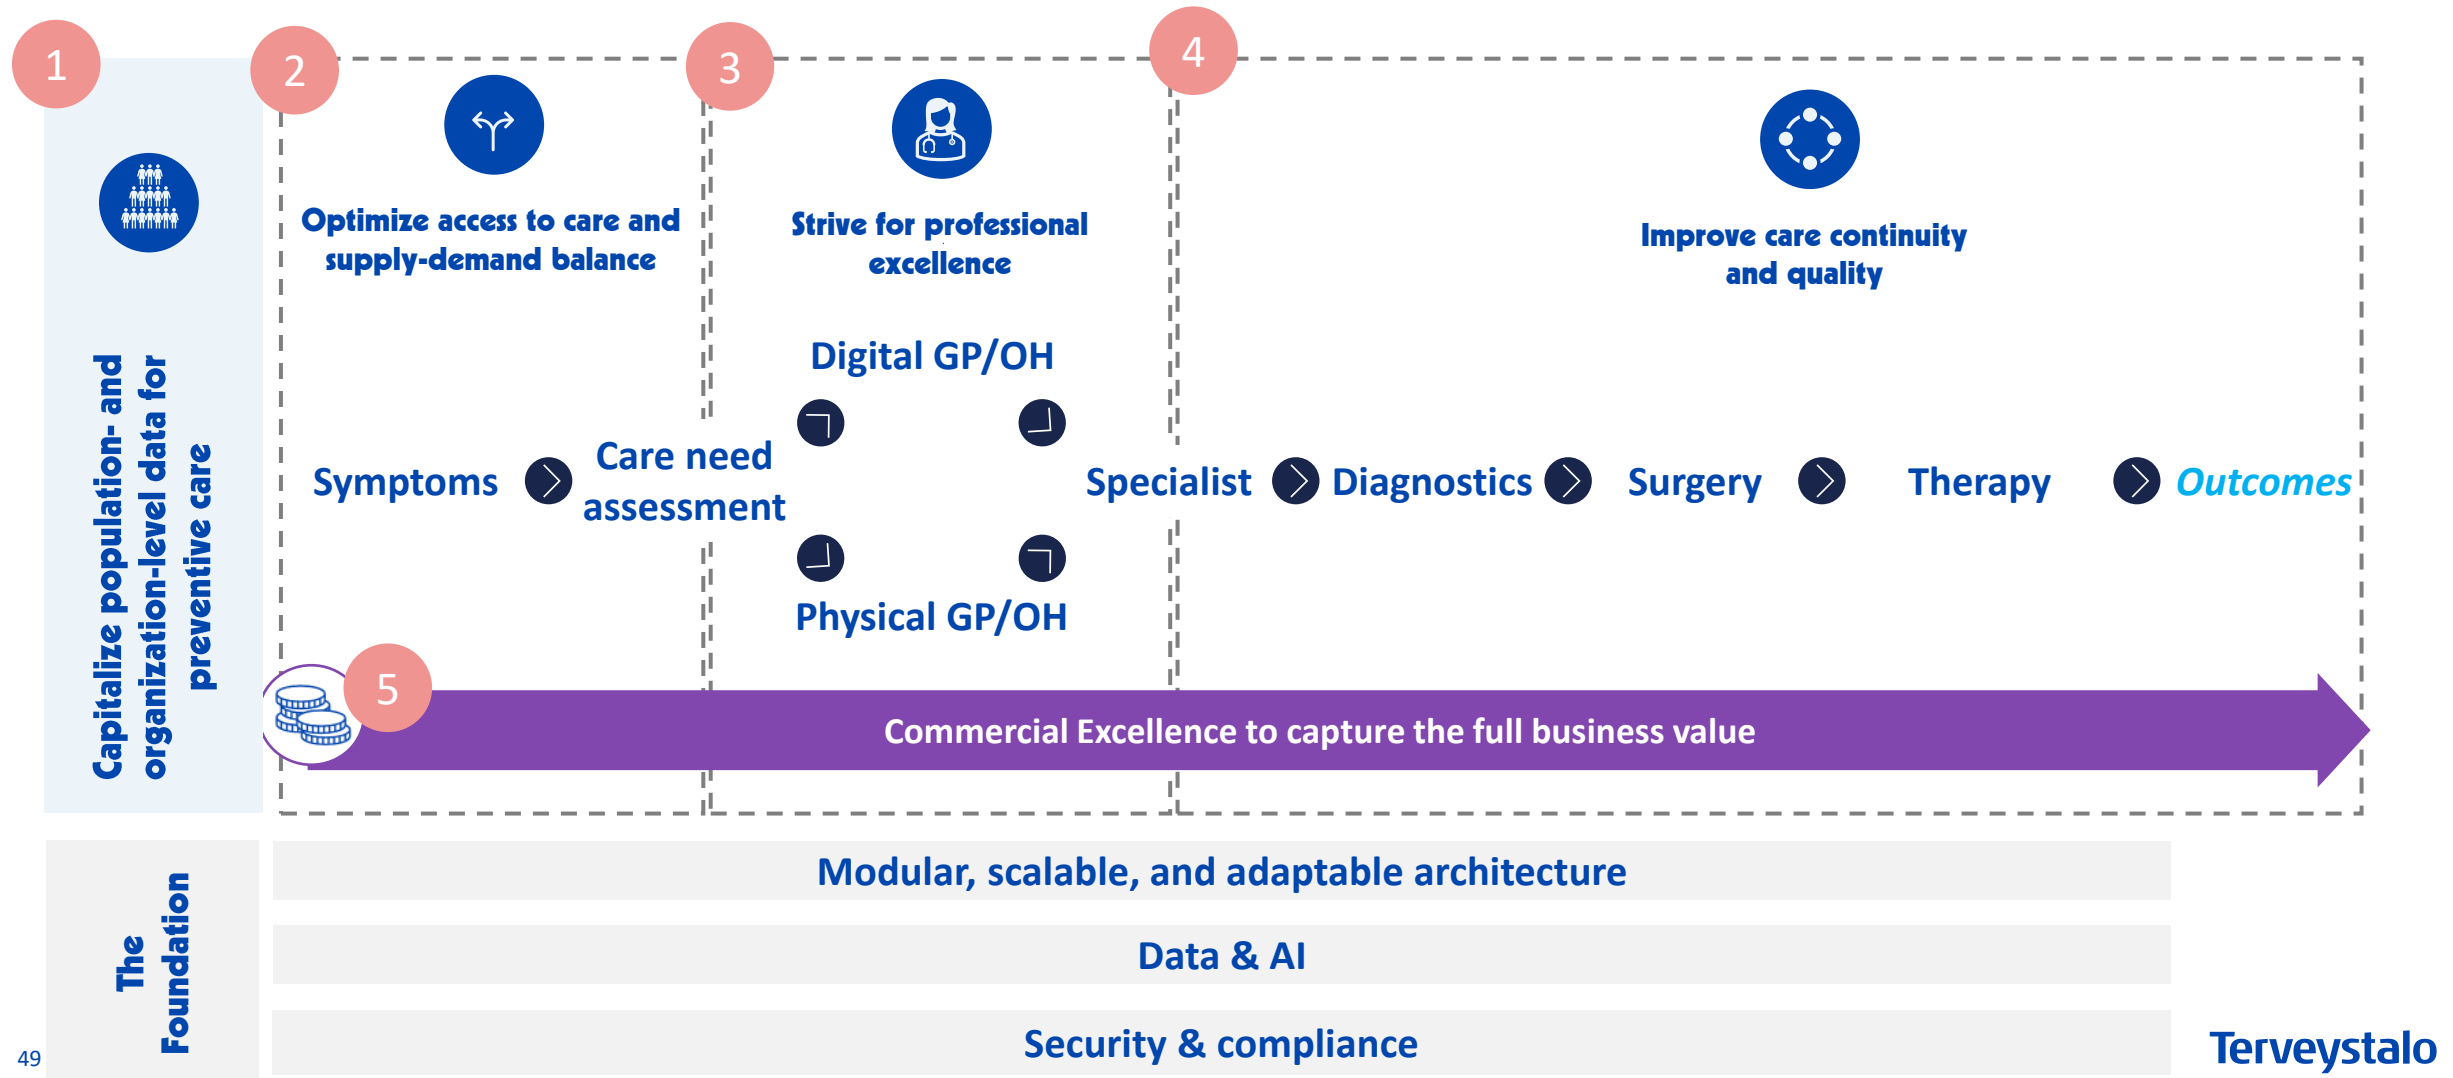 1
Capitalize population- and
organization-level data for
preventive care
2
Optimize access to care and
supply-demand balance
3
Strive for professional
excellence
4
Improve care continuity
and quality
Symptoms
Care need
assessment
Digital GP/OH
Physical GP/OH
Specialist
Diagnostics
Surgery
Therapy
Outcomes
5
Commercial Excellence to capture the full business value
The
Foundation
Modular, scalable, and adaptable architecture
Data & AI
Security & compliance
49
Terveystalo